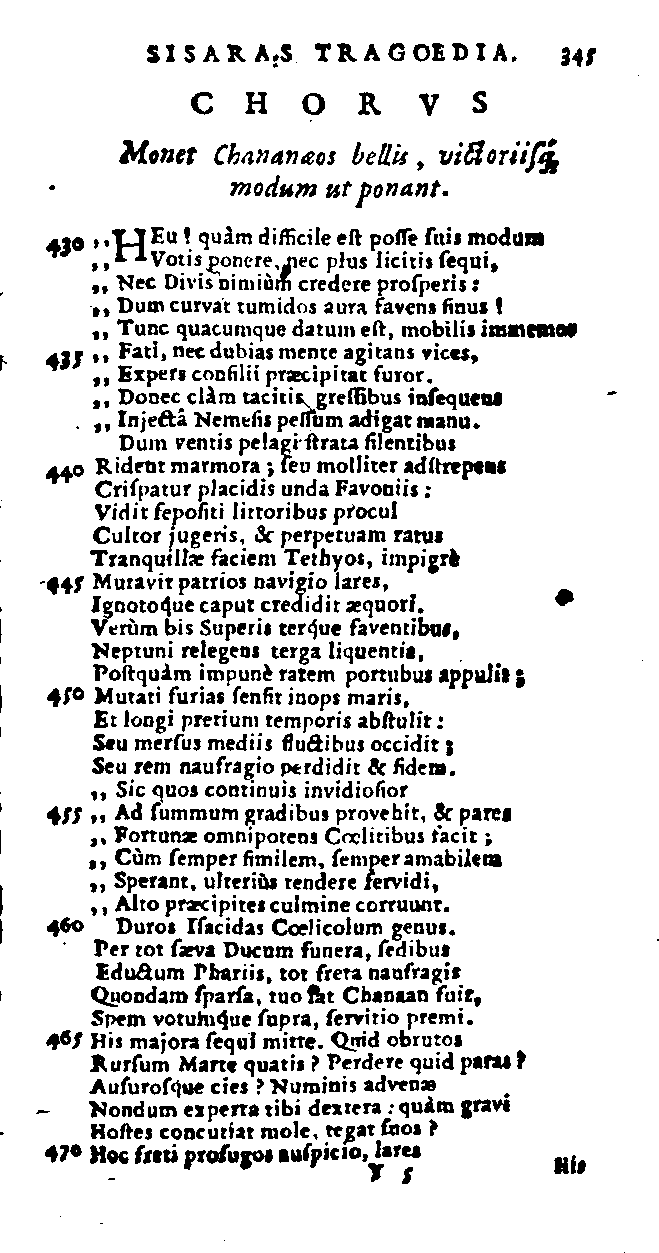 SISARAS TRAGOEDIA. 345
CHORVS
Monet Chananæos bellis, victoriisq́;
modum ut ponant.
430 ,, HEu! quàm difficile est posse suis modum
,, Votis ponere, nec plus licitis sequi,
,, Nec Divis nimiùm credere prosperis:
,, Dum curvat tumidos aura favens sinus!
,, Tunc quacumque datum est, mobilis immemor
435 ,, Fati, nec dubias mente agitans vices,
,, Expers consilii præcipitat furor.
,, Donec clàm tacitis gressibus insequens
,, Injectâ Nemesis pessum adigat manu.
Dum ventis pelagi strata silentibus
440 Rident marmora; seu molliter adstrepens
Crispatur placidis unda Favoniis:
Vidit sepositi littoribus procul
Cultor jugeris, & perpetuam ratus
Tranquillæ faciem Tethyos, impigrè
445 Mutavit patrios navigio lares,
Ignotoque caput credidit æquori.
Verùm bis Superis terque faventibus,
Neptuni relegens terga liquentis,
Postquàm impunè ratem portubus appulit;
450 Mutati furias sensit inops maris,
Et longi pretium temporis abstulit:
Seu mersus mediis fluctibus occidit;
Seu rem naufragio perdidit & fidem.
,, Sic quos continuis invidiosior
455 ,, Ad summum gradibus provehit, & pares
,, Fortunæ omnipotens Cœlitibus facit;
,, Cùm semper similem, semper amabilem
,, Sperant, ulteriùs tendere fervidi,
,, Alto præcipites culmine corruunt.
460 Duros Isacidas Cœlicolum genus.
Per tot sæva Ducum funera, sedibus
Eductum Phariis, tot freta naufragis
Quondam sparsa, tuo sat Chanaan fuit,
Spem votumque supra, servitio premi.
465 His majora sequi mitte. Quid obrutos
Rursum Marte quatis? Perdere quid paras?
Ausurosque cies? Numinis advenæ
Nondum experta tibi dextera: quàm gravi
Hostes concutiat mole, tegat suos?
470 Hoc freti profugos auspicio, lares
Y 5 His